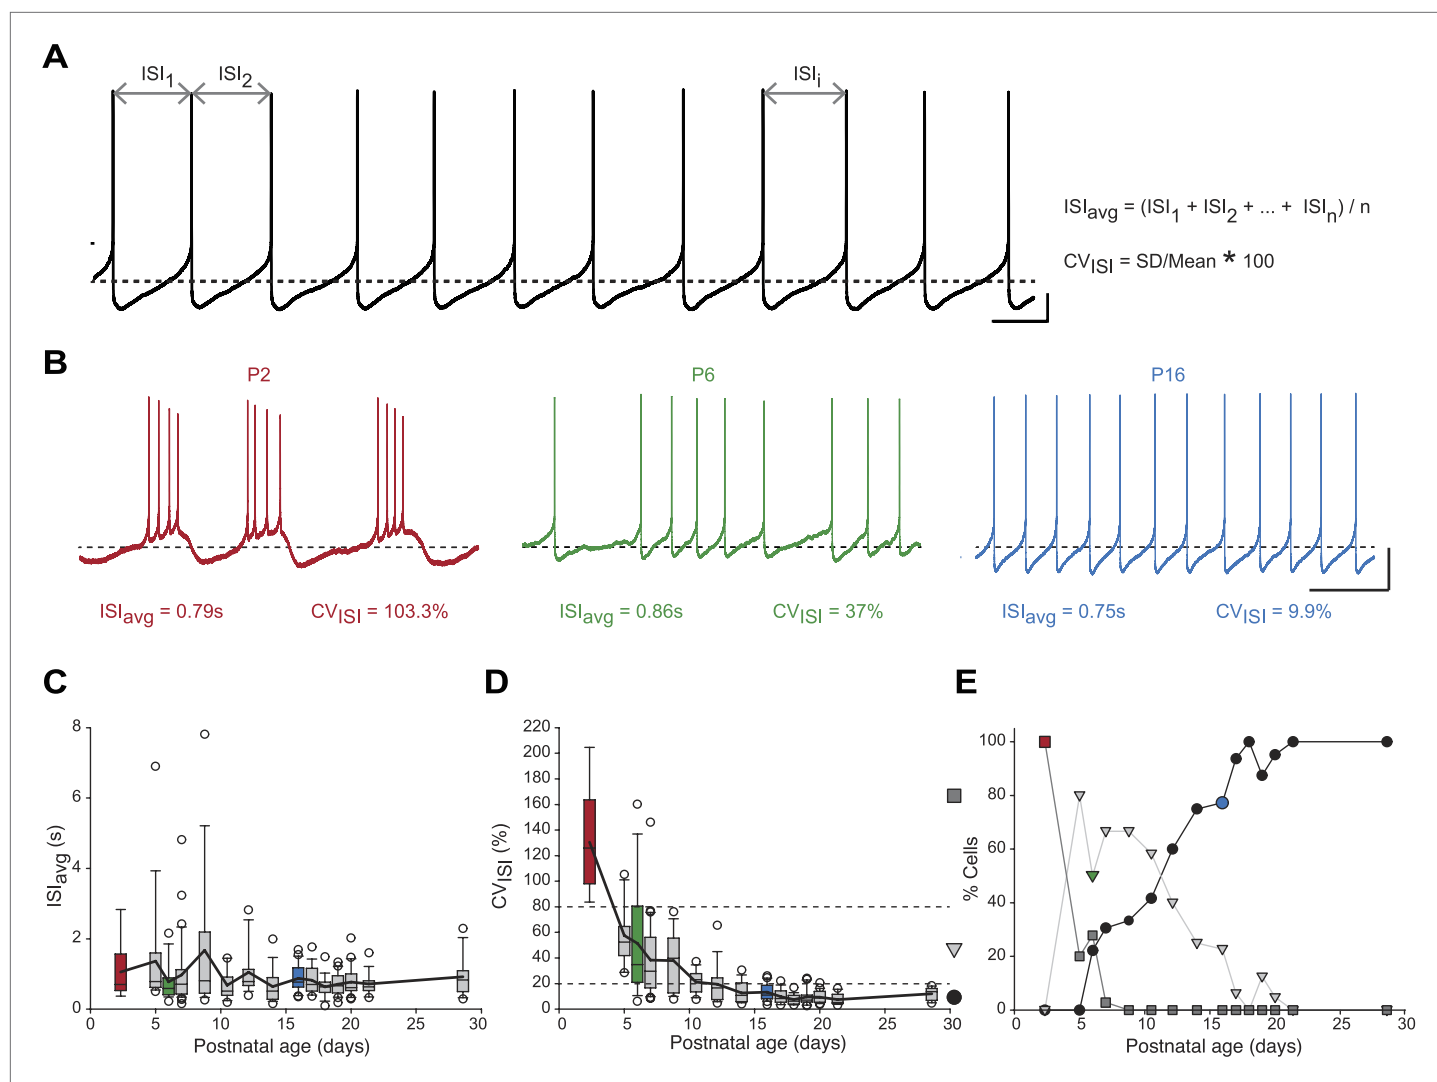 A
ISI1 ISI2 ISIi
ISIavg = (ISI1 + ISI2 + ... + ISIn) / n
CVISI = SD/Mean * 100
B
P2 P6 P16
ISIavg = 0.79s CVISI = 103.3% ISIavg = 0.86s CVISI = 37% ISIavg = 0.75s CVISI = 9.9%
C
ISIavg (s)
8
6
4
2
0
0 5 10 15 20 25 30
Postnatal age (days)
D
CVISI (%)
220
200
180
160
140
130
120
100
80
60
40
20
0
0 5 10 15 20 25 30
Postnatal age (days)
E
% Cells
100
80
60
40
20
0
0 5 10 15 20 25 30
Postnatal age (days)